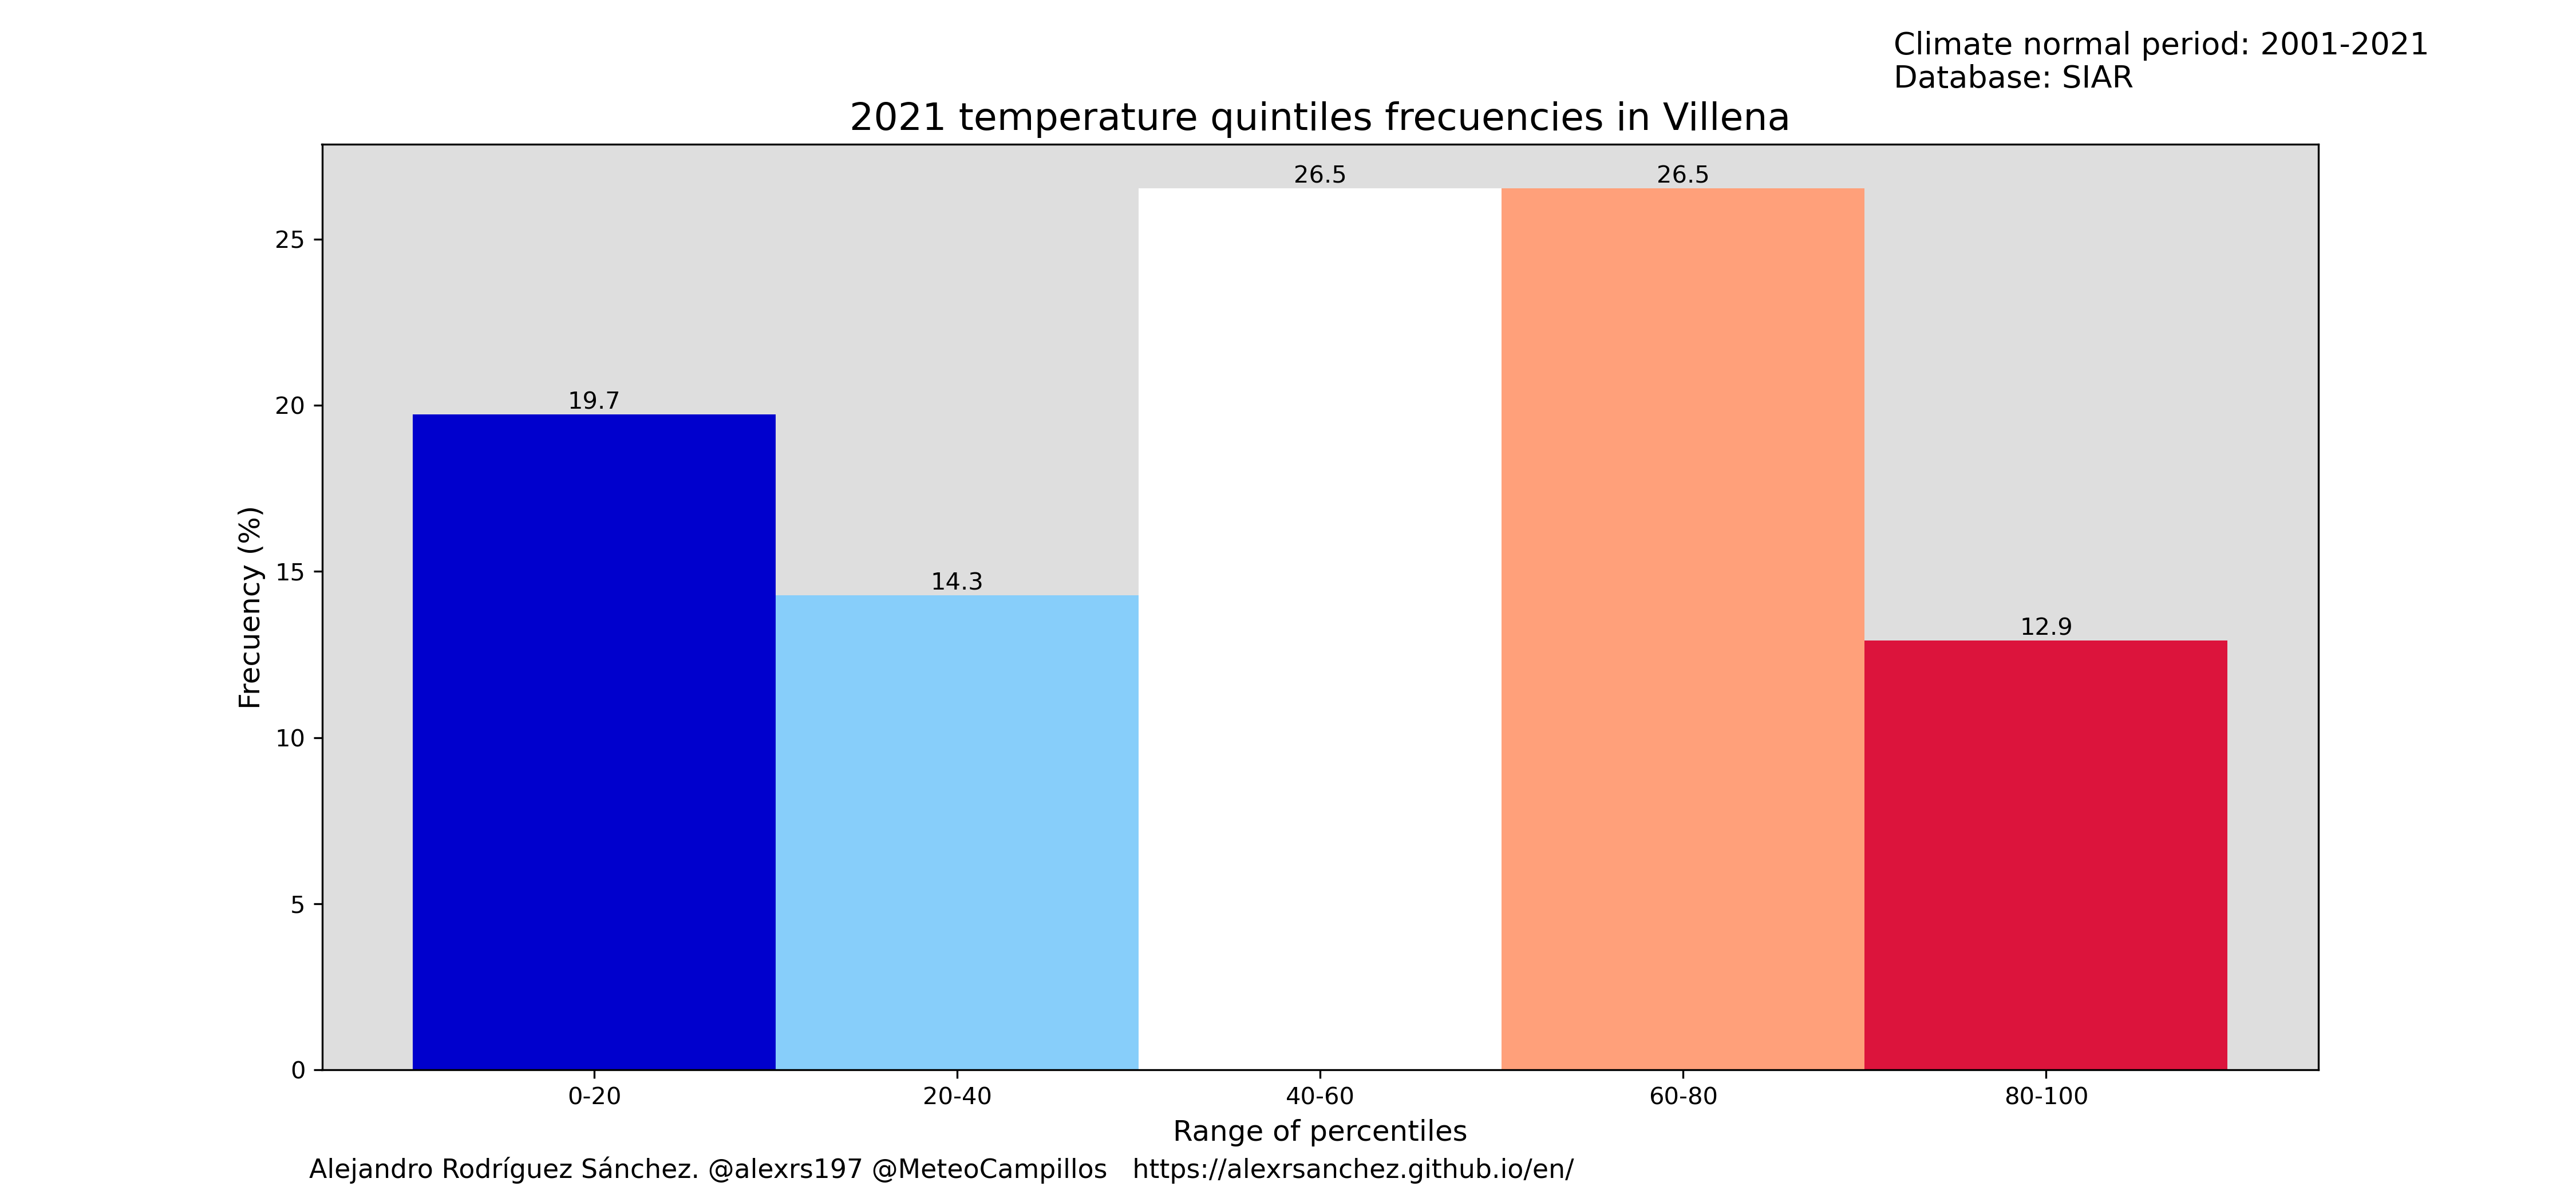 Climate normal period: 2001-2021
Database: SIAR
2021 temperature quintiles frecuencies in Villena
Frecuency (%)
25
20
15
10
5
0
19.7
14.3
26.5
26.5
12.9
0-20
20-40
40-60
60-80
80-100
Range of percentiles
Alejandro Rodríguez Sánchez. @alexrs197 @MeteoCampillos   https://alexrsanchez.github.io/en/